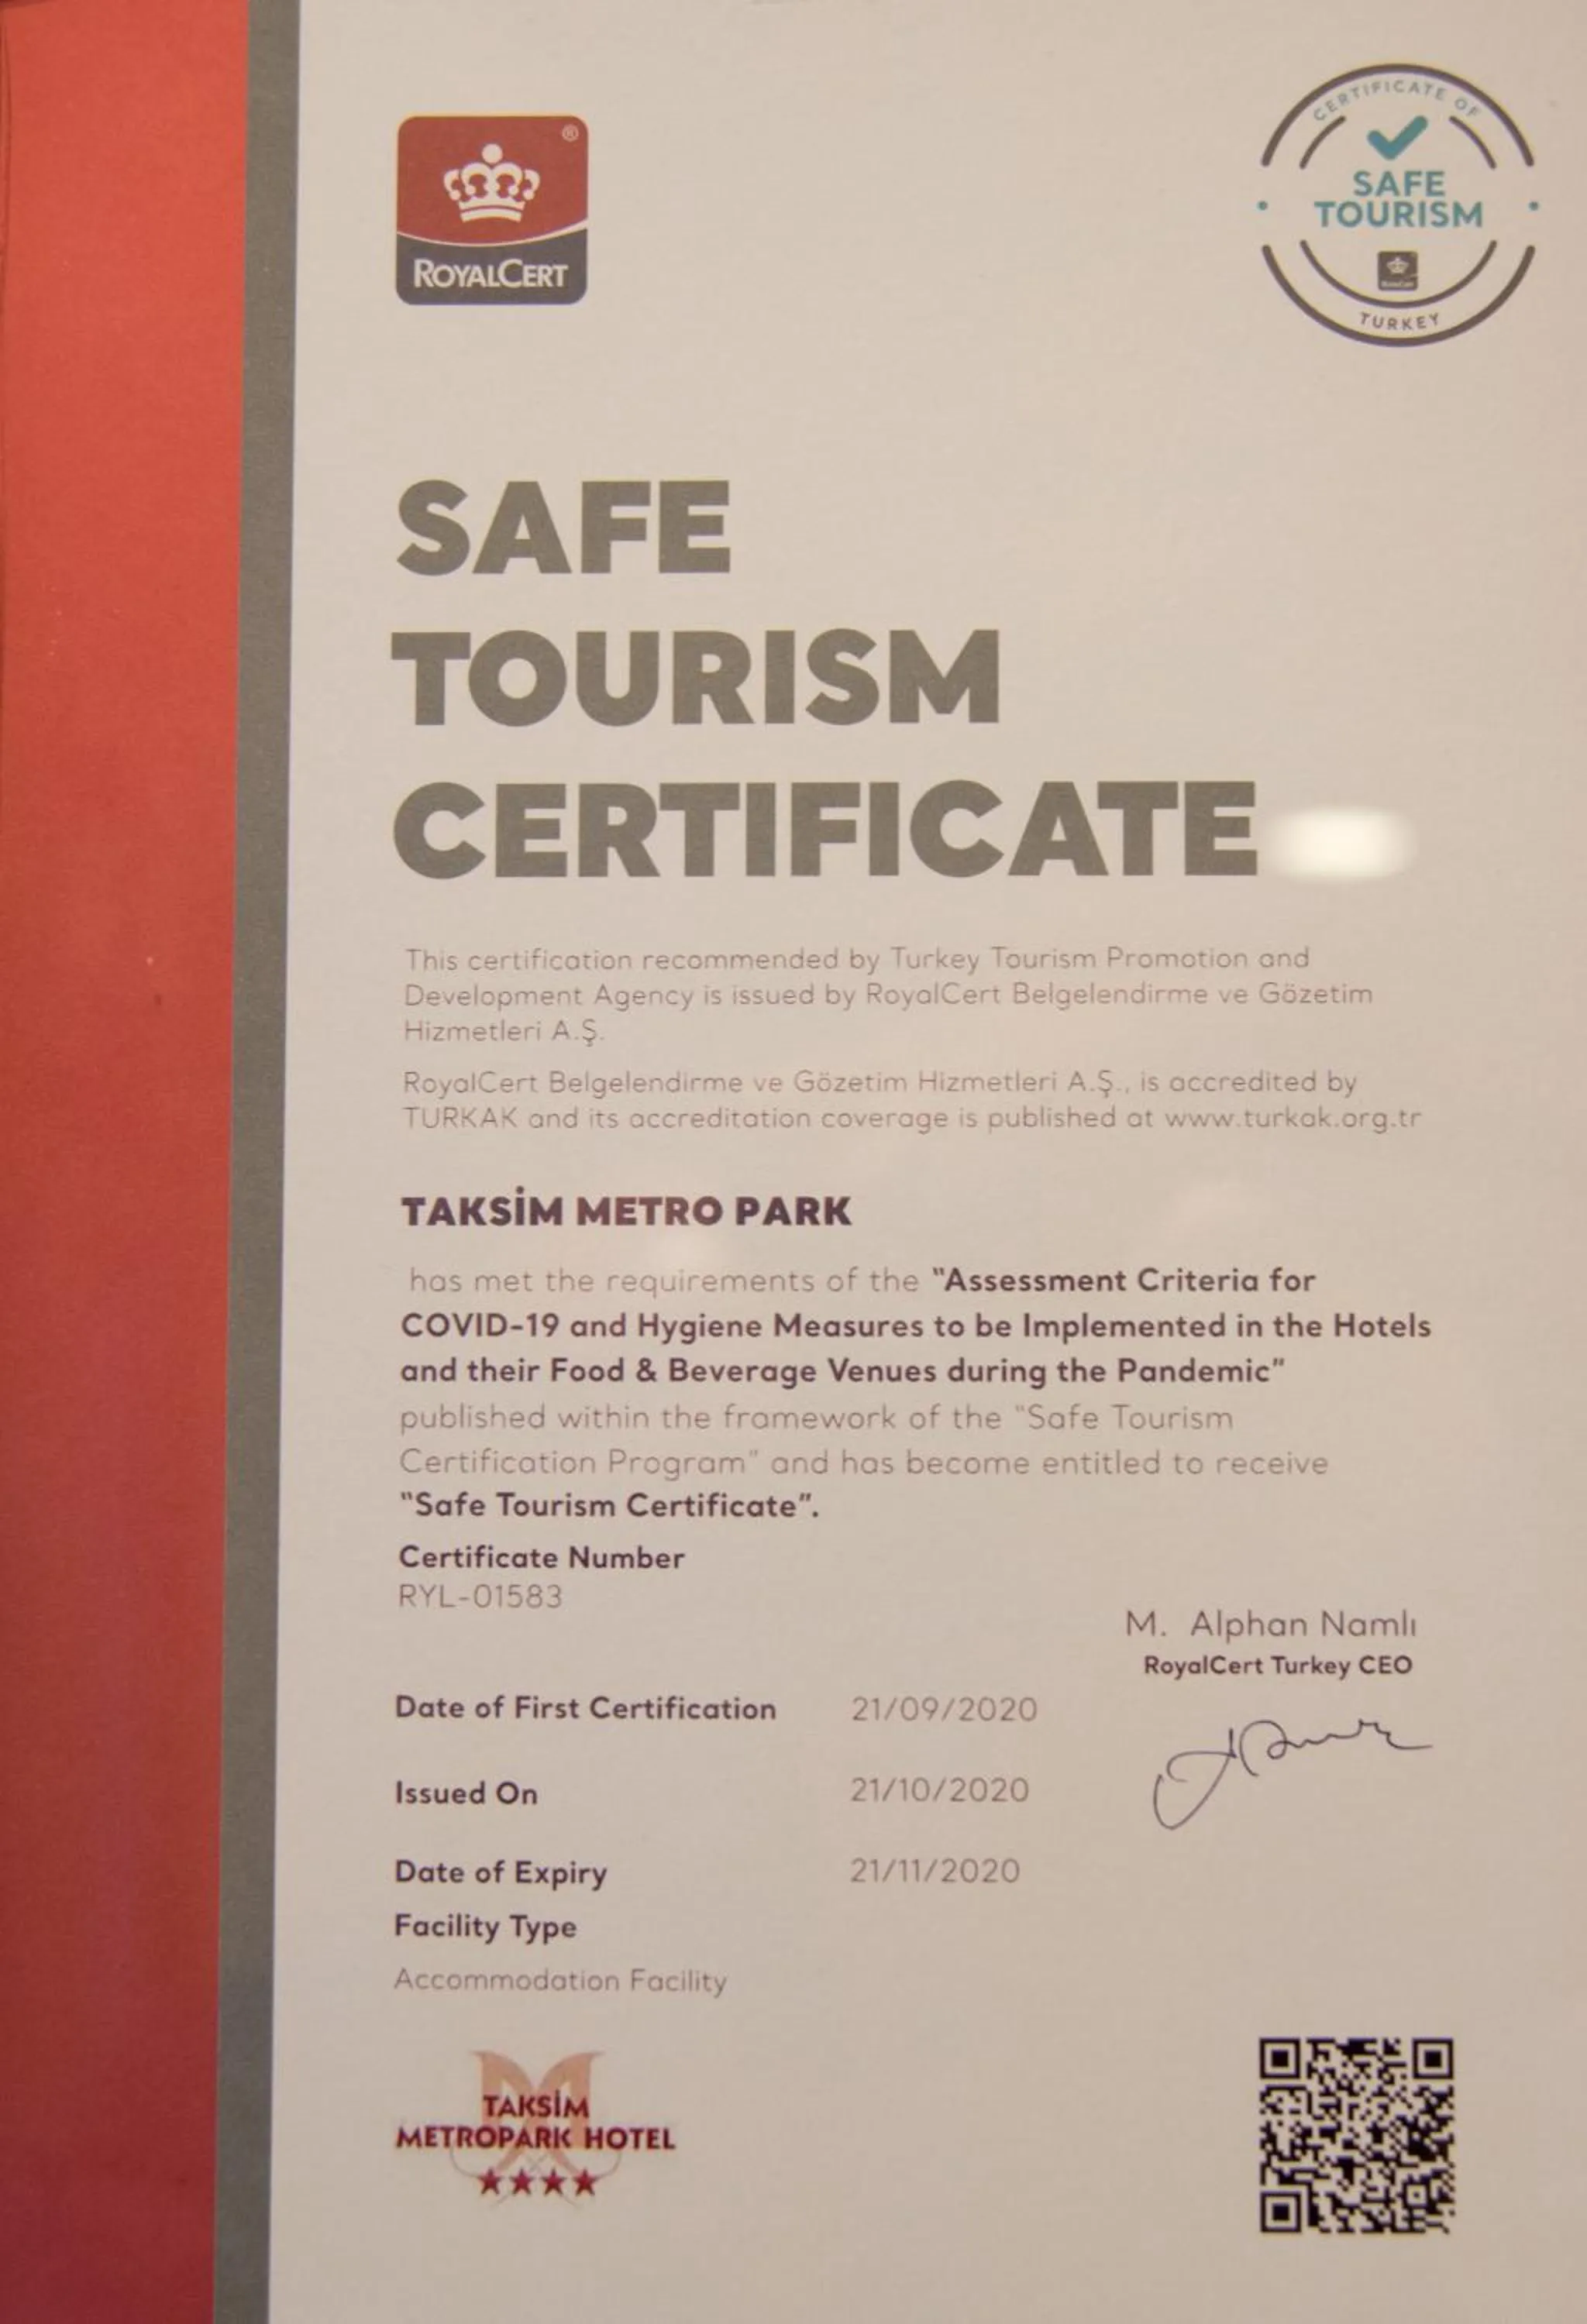 ROYALCERT
®
CERTIFICATE OF
SAFE
TOURISM
TURKEY
SAFE
TOURISM
CERTIFICATE
This certification recommended by Turkey Tourism Promotion and
Development Agency is issued by RoyalCert Belgelendirme ve Gözetim
Hizmetleri A.Ş.
RoyalCert Belgelendirme ve Gözetim Hizmetleri A.Ş., is accredited by
TURKAK and its accreditation coverage is published at www.turkak.org.tr
TAKSİM METRO PARK
has met the requirements of the "Assessment Criteria for
COVID-19 and Hygiene Measures to be Implemented in the Hotels
and their Food & Beverage Venues during the Pandemic"
published within the framework of the "Safe Tourism
Certification Program" and has become entitled to receive
"Safe Tourism Certificate".
Certificate Number
RYL-01583
M. Alphan Namlı
RoyalCert Turkey CEO
Date of First Certification 21/09/2020
Issued On 21/10/2020
Date of Expiry 21/11/2020
Facility Type
Accommodation Facility
TAKSİM
METROPARK HOTEL